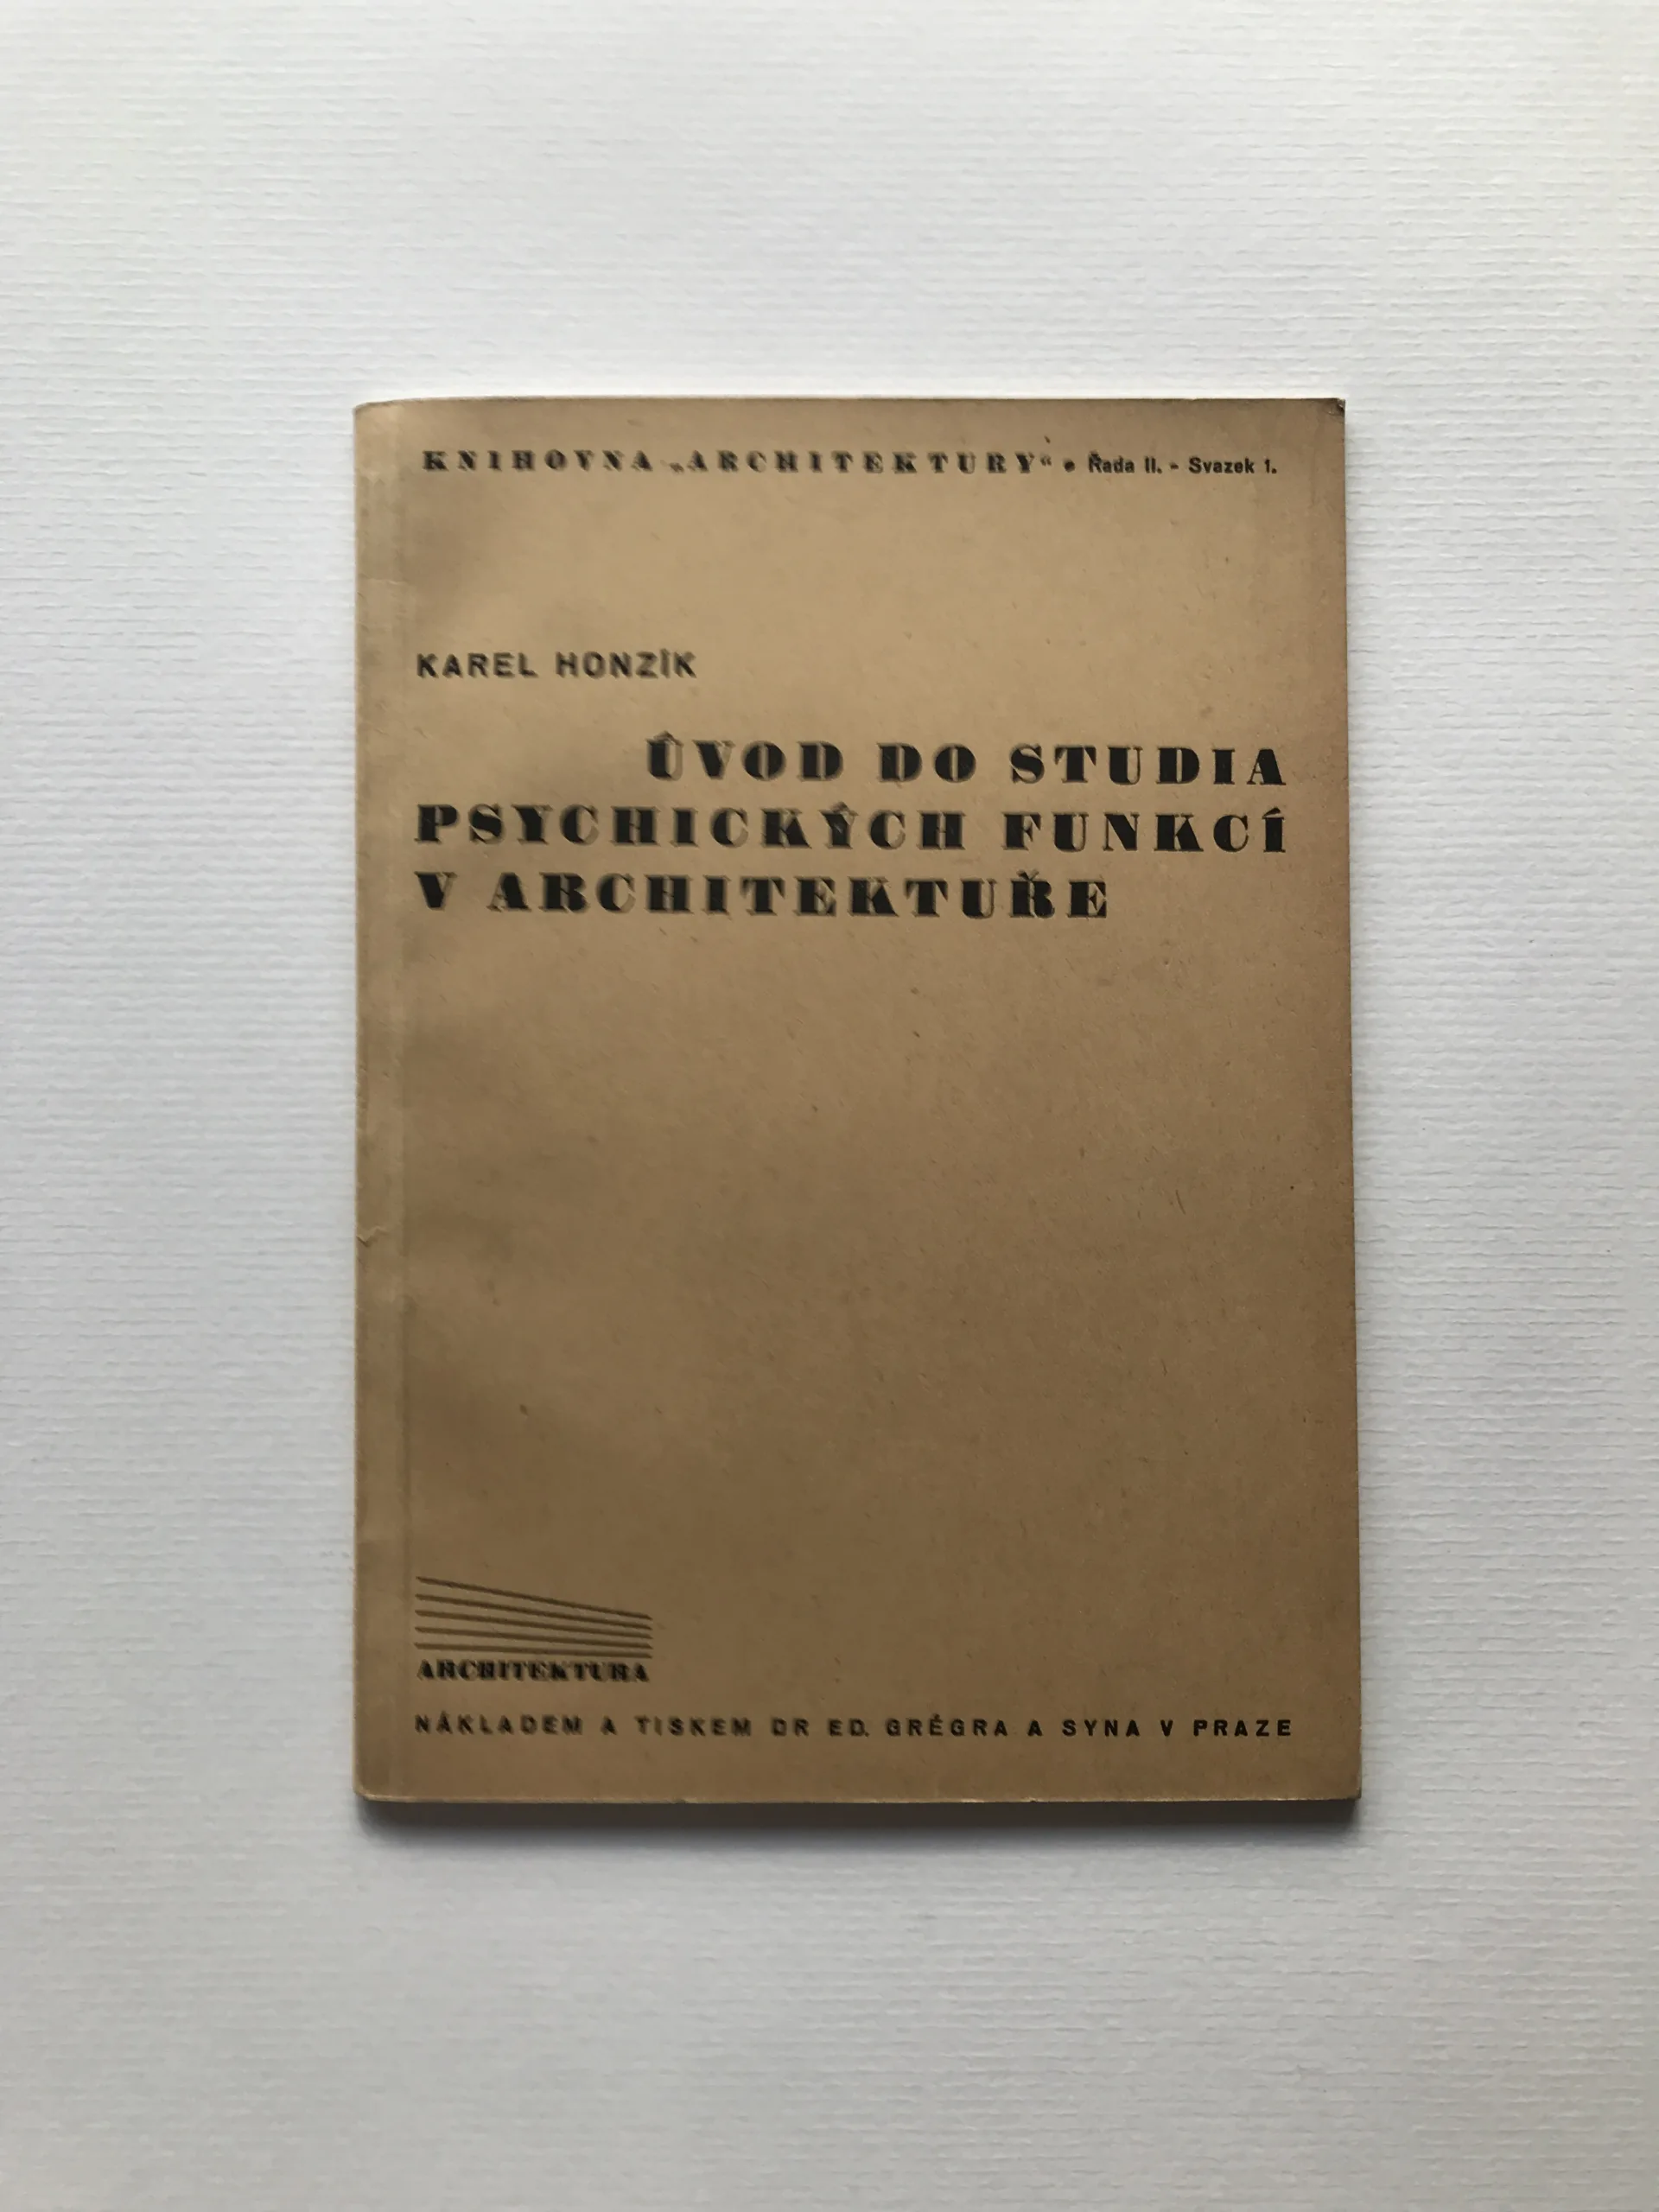 KNIHOVNA „ARCHITEKTURY“ • Řada II. - Svazek 1.
KAREL HONZÍK
ÚVOD DO STUDIA
PSYCHICKÝCH FUNKCÍ
V ARCHITEKTUŘE
ARCHITEKTURA
NÁKLADEM A TISKEM DR ED. GRÉGRA A SYNA V PRAZE